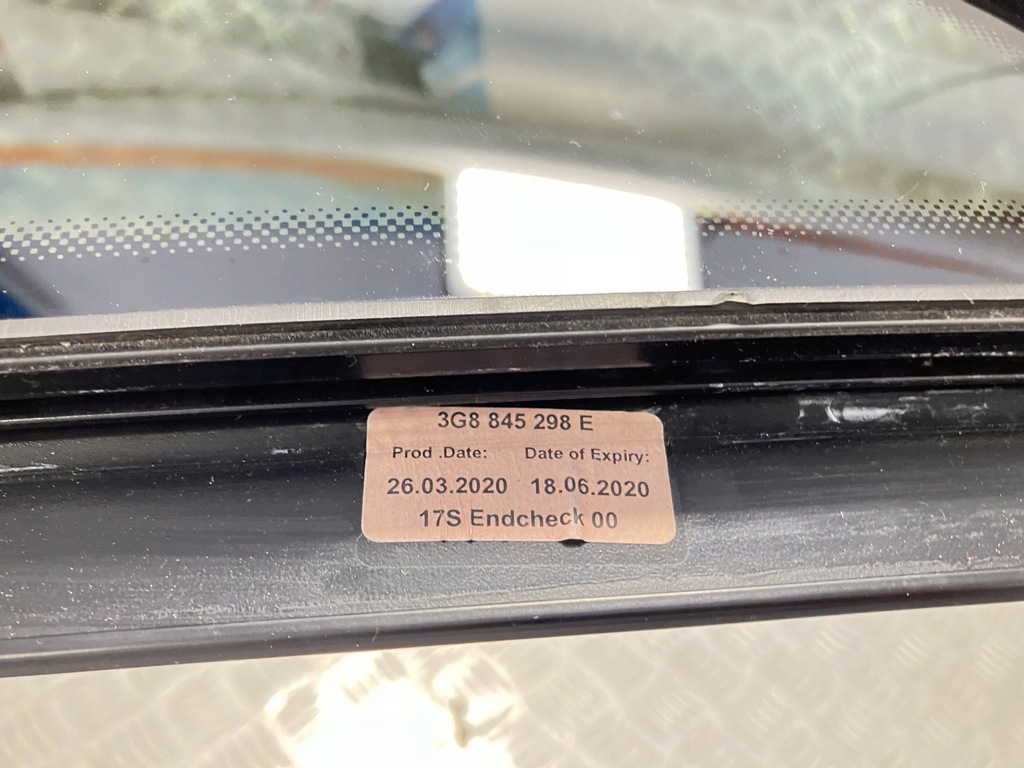 3G8 845 298 E
Prod .Date: Date of Expiry:
26.03.2020 18.06.2020
17S Endcheck 00